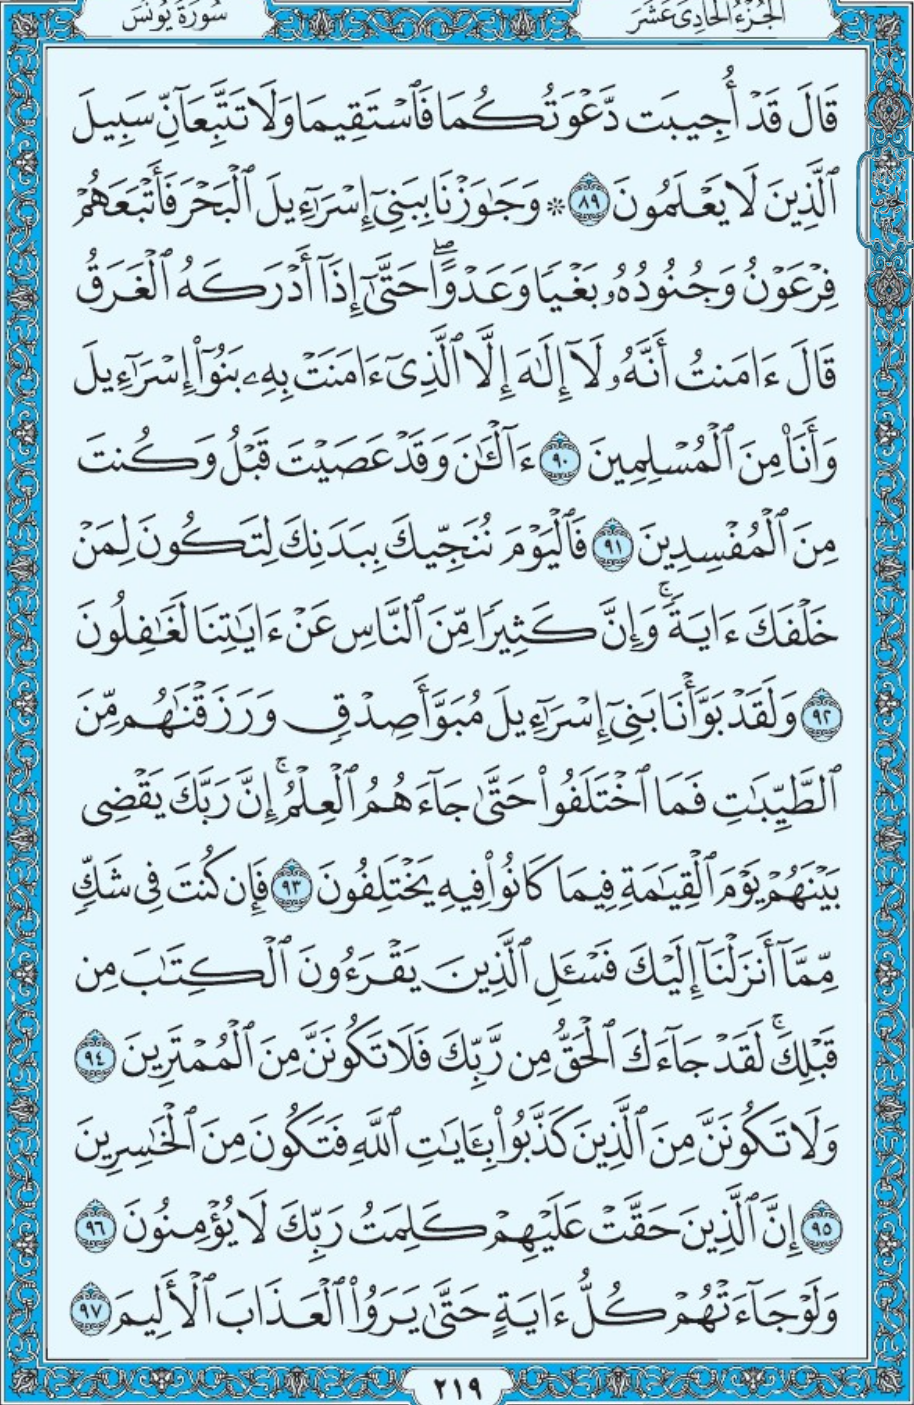 الجُزْءُ الحَادِي عَشَر
سُورَةُ يُونُسَ
قَالَ قَدْ أُجِيبَت دَّعْوَتُكُمَا فَٱسْتَقِيمَا وَلَا تَتَّبِعَآنِّ سَبِيلَ
ٱلَّذِينَ لَا يَعْلَمُونَ ٨٩ ۞ وَجَٰوَزْنَا بِبَنِىٓ إِسْرَٰٓءِيلَ ٱلْبَحْرَ فَأَتْبَعَهُمْ
فِرْعَوْنُ وَجُنُودُهُۥ بَغْيًا وَعَدْوًاۖ حَتَّىٰٓ إِذَآ أَدْرَكَهُ ٱلْغَرَقُ
قَالَ ءَامَنتُ أَنَّهُۥ لَآ إِلَٰهَ إِلَّا ٱلَّذِىٓ ءَامَنَتْ بِهِۦ بَنُوٓا۟ إِسْرَٰٓءِيلَ
وَأَنَا۠ مِنَ ٱلْمُسْلِمِينَ ٩٠ ءَآلْـَٰٔنَ وَقَدْ عَصَيْتَ قَبْلُ وَكُنتَ
مِنَ ٱلْمُفْسِدِينَ ٩١ فَٱلْيَوْمَ نُنَجِّيكَ بِبَدَنِكَ لِتَكُونَ لِمَنْ
خَلْفَكَ ءَايَةًۚ وَإِنَّ كَثِيرًا مِّنَ ٱلنَّاسِ عَنْ ءَايَٰتِنَا لَغَٰفِلُونَ
٩٢ وَلَقَدْ بَوَّأْنَا بَنِىٓ إِسْرَٰٓءِيلَ مُبَوَّأَ صِدْقٍ وَرَزَقْنَٰهُم مِّنَ
ٱلطَّيِّبَٰتِ فَمَا ٱخْتَلَفُوا۟ حَتَّىٰ جَآءَهُمُ ٱلْعِلْمُۚ إِنَّ رَبَّكَ يَقْضِى
بَيْنَهُمْ يَوْمَ ٱلْقِيَٰمَةِ فِيمَا كَانُوا۟ فِيهِ يَخْتَلِفُونَ ٩٣ فَإِن كُنتَ فِى شَكٍّ
مِّمَّآ أَنزَلْنَآ إِلَيْكَ فَسْـَٔلِ ٱلَّذِينَ يَقْرَءُونَ ٱلْكِتَٰبَ مِن
قَبْلِكَۚ لَقَدْ جَآءَكَ ٱلْحَقُّ مِن رَّبِّكَ فَلَا تَكُونَنَّ مِنَ ٱلْمُمْتَرِينَ ٩٤
وَلَا تَكُونَنَّ مِنَ ٱلَّذِينَ كَذَّبُوا۟ بِـَٔايَٰتِ ٱللَّهِ فَتَكُونَ مِنَ ٱلْخَٰسِرِينَ
٩٥ إِنَّ ٱلَّذِينَ حَقَّتْ عَلَيْهِمْ كَلِمَتُ رَبِّكَ لَا يُؤْمِنُونَ ٩٦
وَلَوْ جَآءَتْهُمْ كُلُّ ءَايَةٍ حَتَّىٰ يَرَوُا۟ ٱلْعَذَابَ ٱلْأَلِيمَ ٩٧
٢١٩